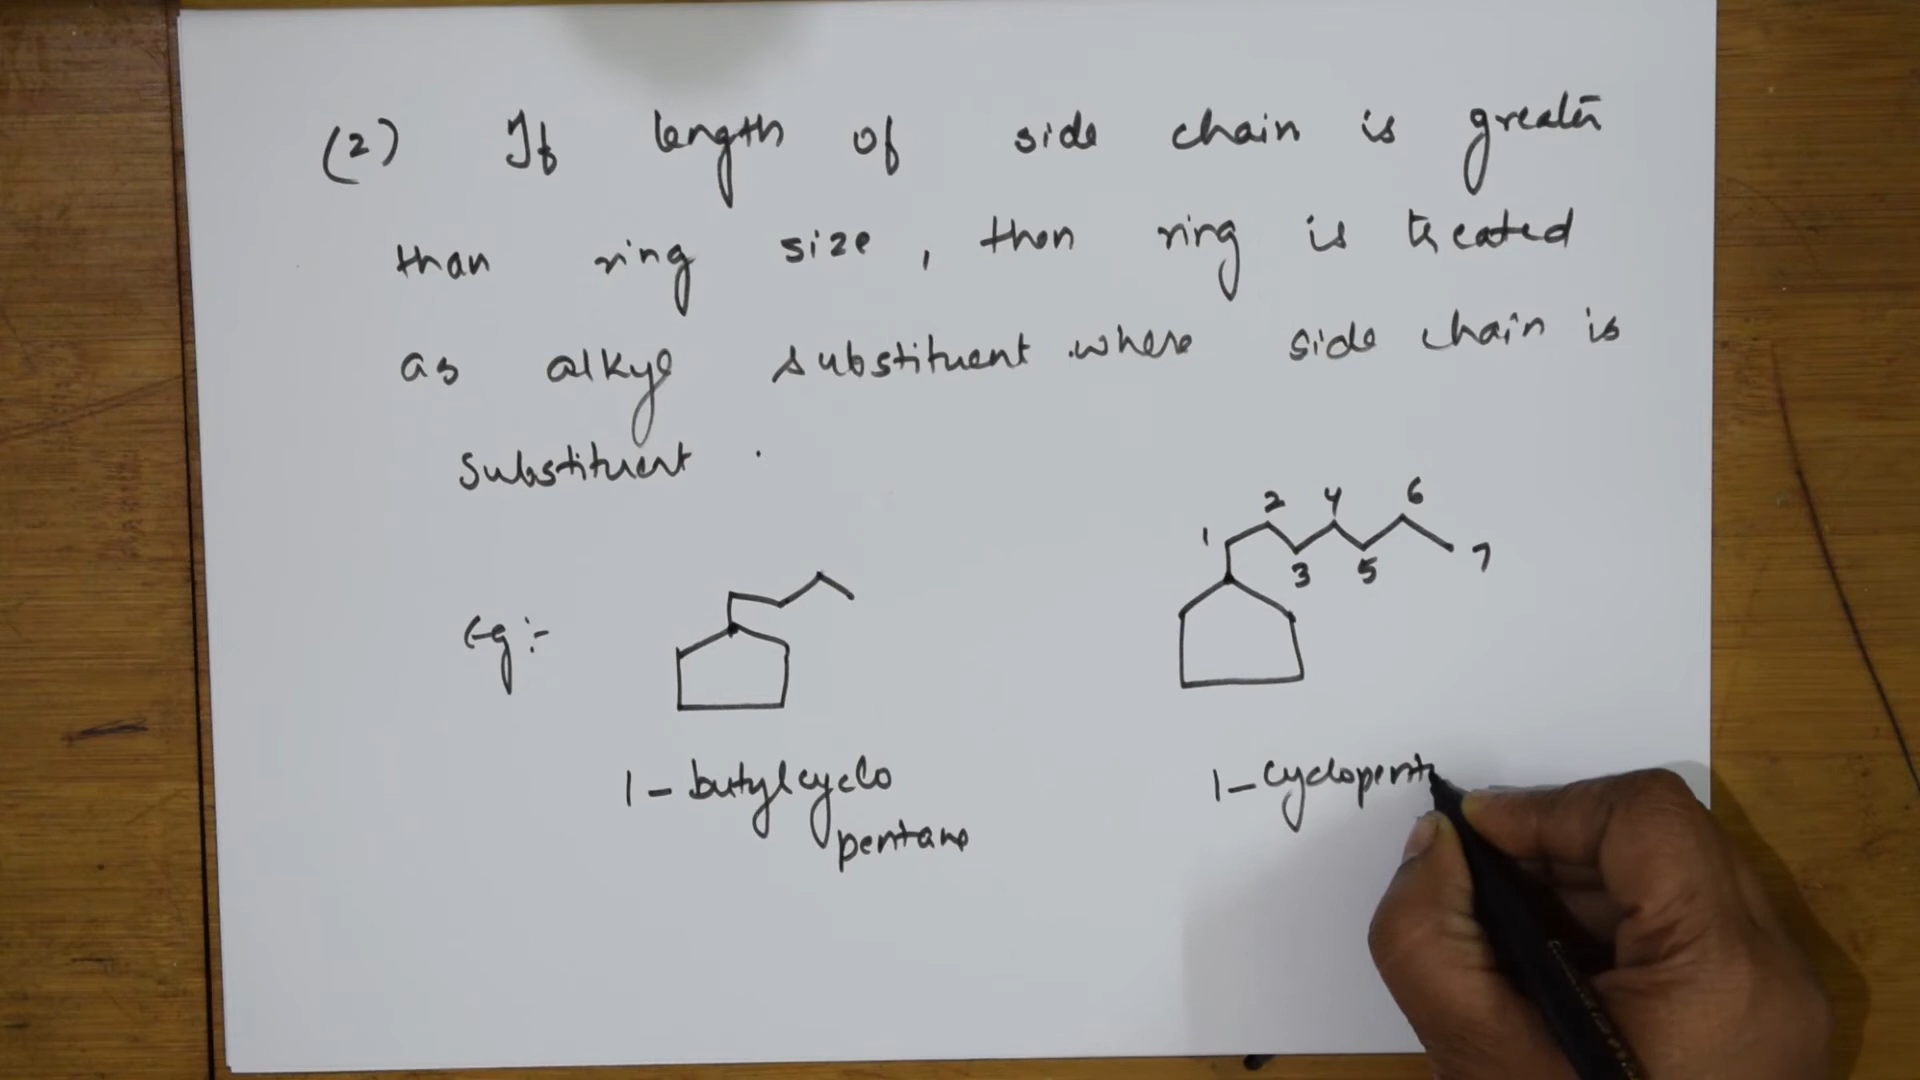 (2) If length of side chain is greater
than ring size, then ring is treated
as alkyl substituent where side chain is
substituent .
1 2 3 4 5 6 7
Eg:-
1-butylcyclo
pentane
1-cyclopent